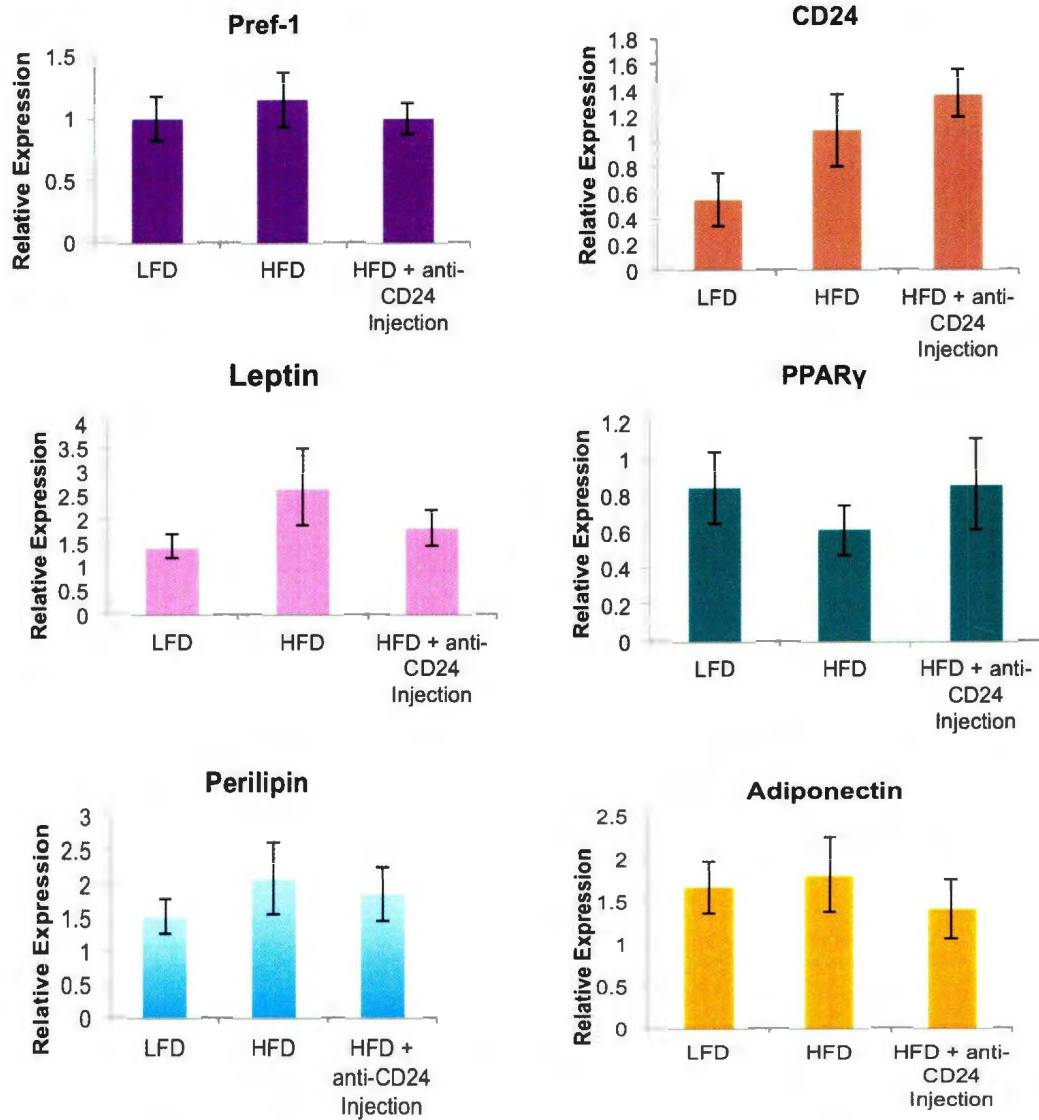 Pref-1
Relative Expression
1.5
1
0.5
0
LFD
HFD
HFD + anti-
CD24
Injection
CD24
Relative Expression
1.8
1.6
1.4
1.2
1
0.8
0.6
0.4
0.2
0
LFD
HFD
HFD + anti-
CD24
Injection
Leptin
Relative Expression
4
3.5
3
2.5
2
1.5
1
0.5
0
LFD
HFD
HFD + anti-
CD24
Injection
PPARγ
Relative Expression
1.2
1
0.8
0.6
0.4
0.2
0
LFD
HFD
HFD + anti-
CD24
Injection
Perilipin
Relative Expression
3
2.5
2
1.5
1
0.5
0
LFD
HFD
HFD +
anti-CD24
Injection
Adiponectin
Relative Expression
2.5
2
1.5
1
0.5
0
LFD
HFD
HFD + anti-
CD24
Injection